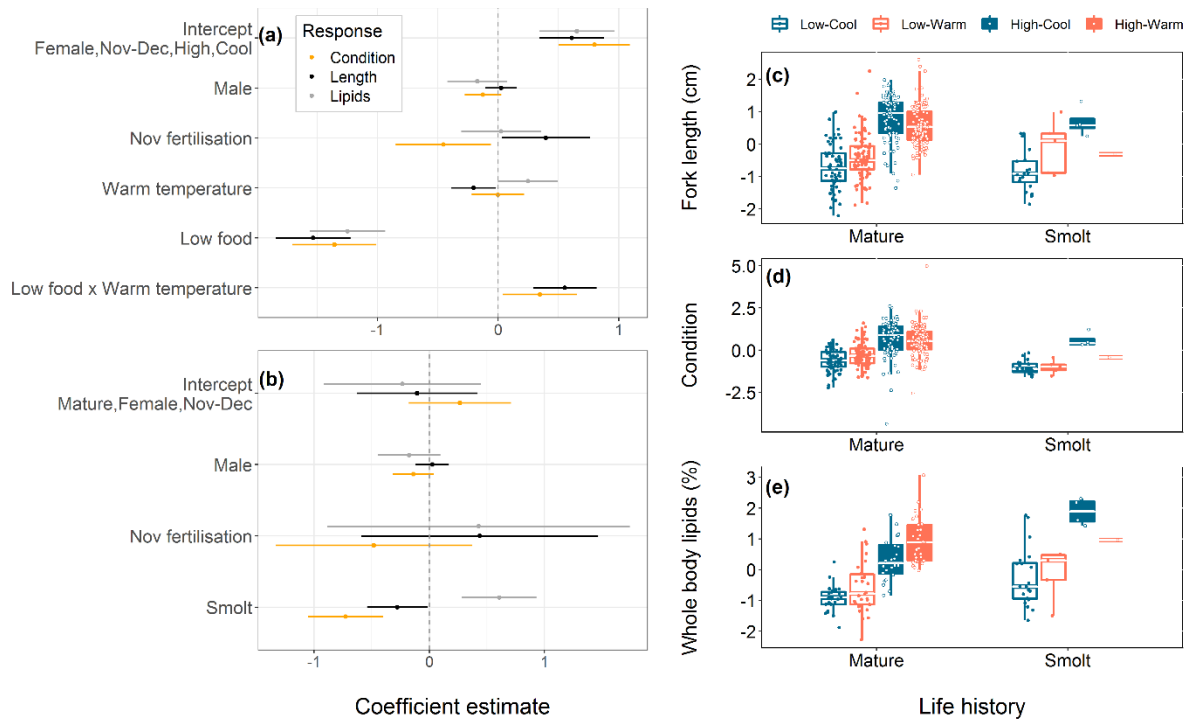 Intercept
Female,Nov-Dec,High,Cool
Male
Nov fertilisation
Warm temperature
Low food
Low food x Warm temperature
(a)
Response
Condition
Length
Lipids
-1
0
1
Intercept
Mature,Female,Nov-Dec
Male
Nov fertilisation
Smolt
(b)
-1
0
1
Coefficient estimate
Low-Cool
Low-Warm
High-Cool
High-Warm
Fork length (cm)
(c)
2
1
0
-1
-2
Mature
Smolt
Condition
(d)
5.0
2.5
0.0
-2.5
Mature
Smolt
Whole body lipids (%)
(e)
3
2
1
0
-1
-2
Mature
Smolt
Life history